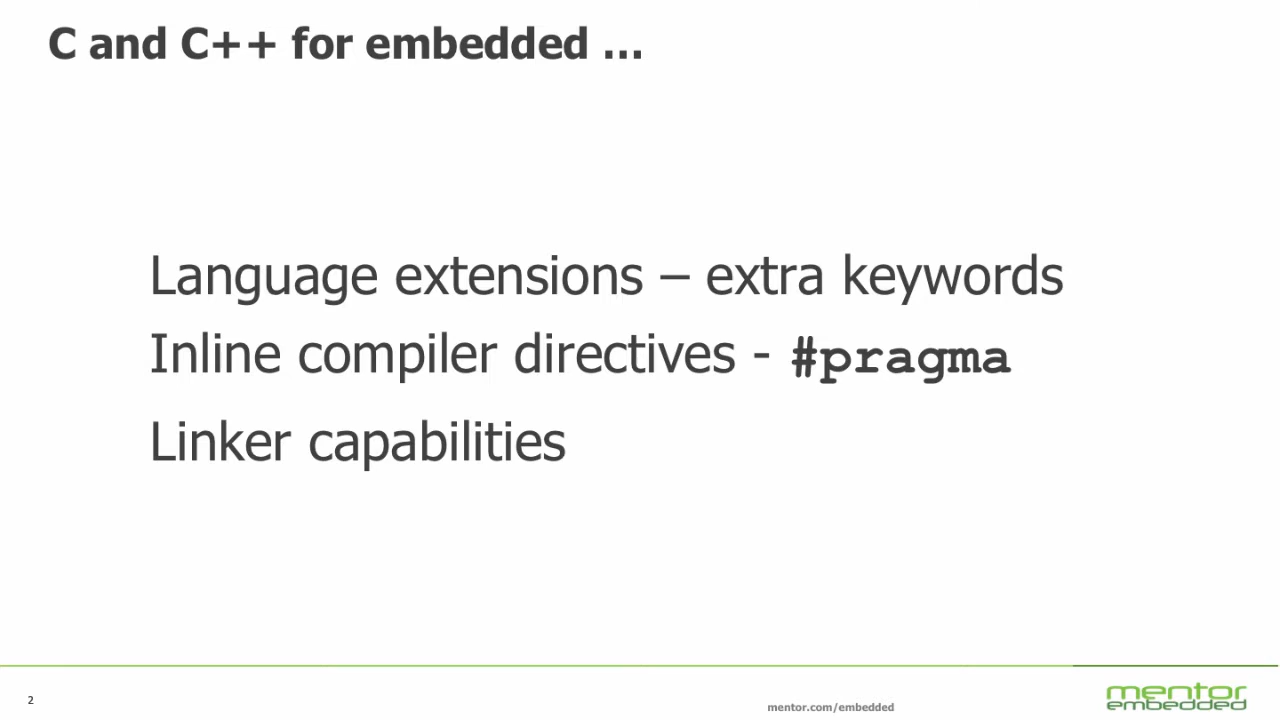 C and C++ for embedded ...
Language extensions – extra keywords
Inline compiler directives - #pragma
Linker capabilities
2
mentor.com/embedded
mentor
embedded